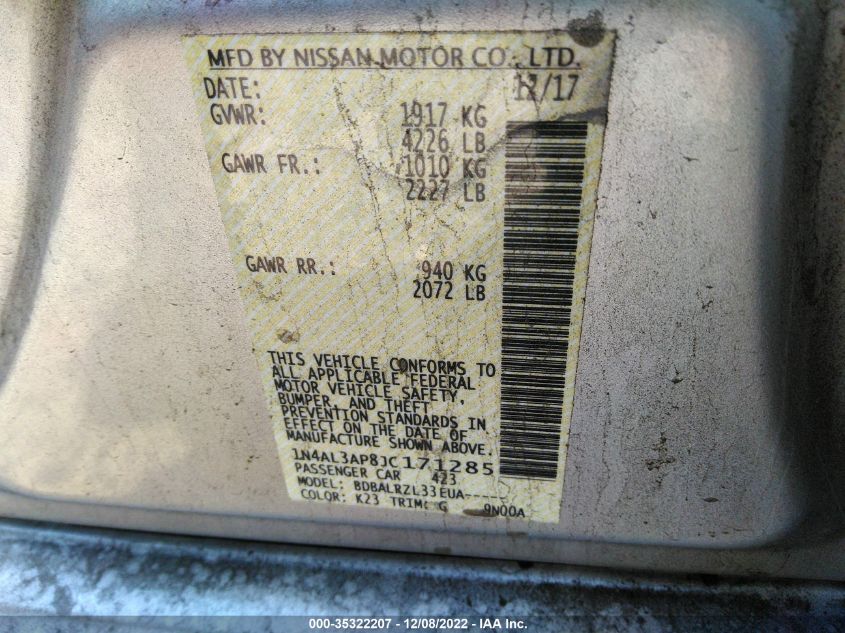 MFD BY NISSAN MOTOR CO., LTD.
DATE: 12/17
GVWR: 1917 KG
4226 LB
GAWR FR.: 1010 KG
2227 LB
GAWR RR.: 940 KG
2072 LB
THIS VEHICLE CONFORMS TO
ALL APPLICABLE FEDERAL
MOTOR VEHICLE SAFETY,
BUMPER, AND THEFT
PREVENTION STANDARDS IN
EFFECT ON THE DATE OF
MANUFACTURE SHOWN ABOVE.
1N4AL3AP8JC171285
PASSENGER CAR 423
MODEL: BDBALRZL33EUA-----
COLOR: K23 TRIM: G 9N00A
000-35322207 - 12/08/2022 - IAA Inc.